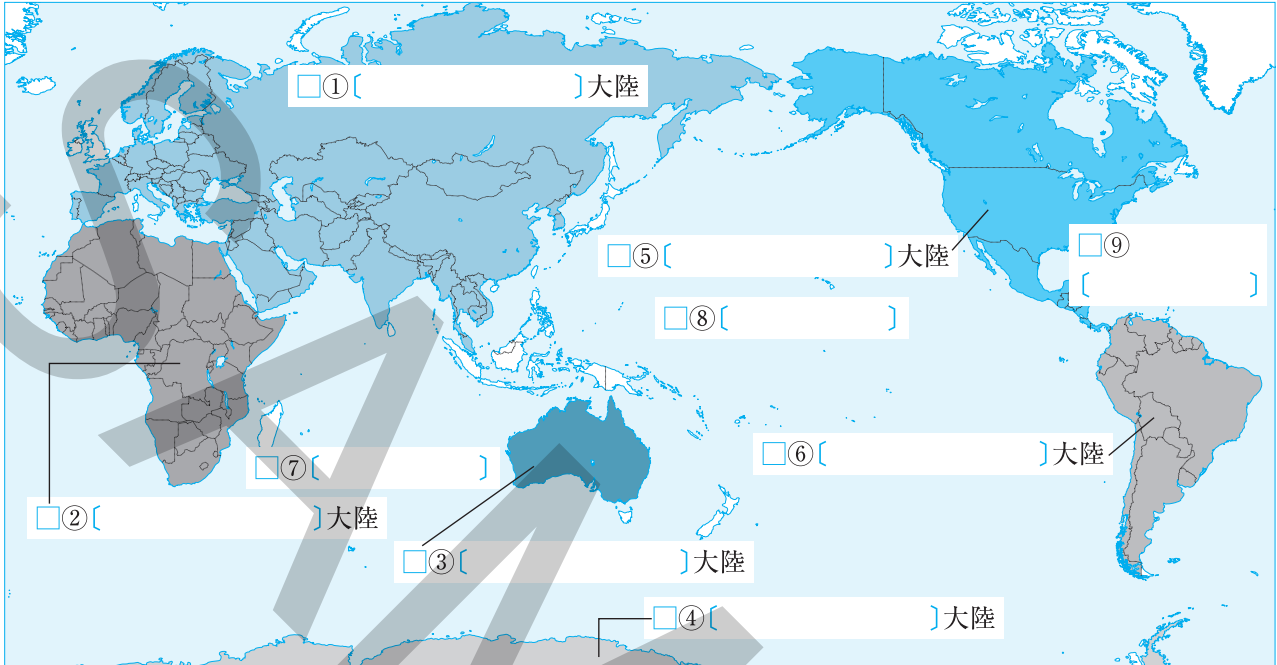 □①〔　　　　　〕大陸
□⑤〔　　　　　〕大陸
□⑨
〔　　　　　〕
□⑧〔　　　　　〕
□⑥〔　　　　　〕大陸
□⑦〔　　　　　〕
□②〔　　　　　〕大陸
□③〔　　　　　〕大陸
□④〔　　　　　〕大陸